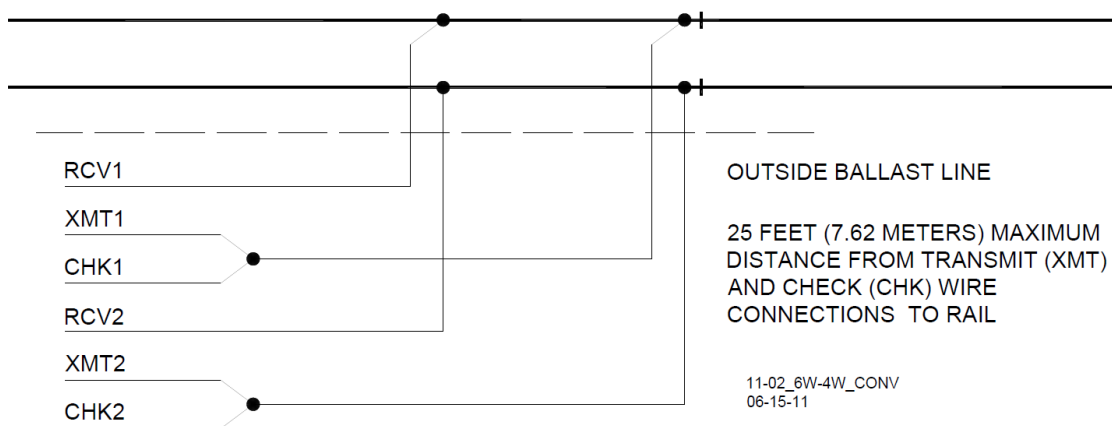 RCV1
XMT1
CHK1
RCV2
XMT2
CHK2
OUTSIDE BALLAST LINE
25 FEET (7.62 METERS) MAXIMUM
DISTANCE FROM TRANSMIT (XMT)
AND CHECK (CHK) WIRE
CONNECTIONS TO RAIL
11-02_6W-4W_CONV
06-15-11